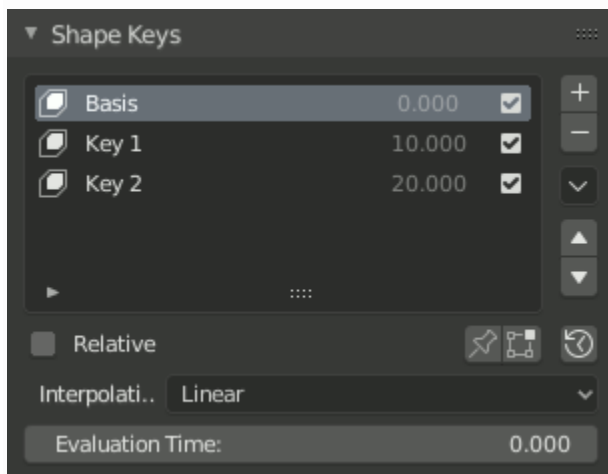 Shape Keys
Basis 0.000
Key 1 10.000
Key 2 20.000
Relative
Interpolati.. Linear
Evaluation Time: 0.000